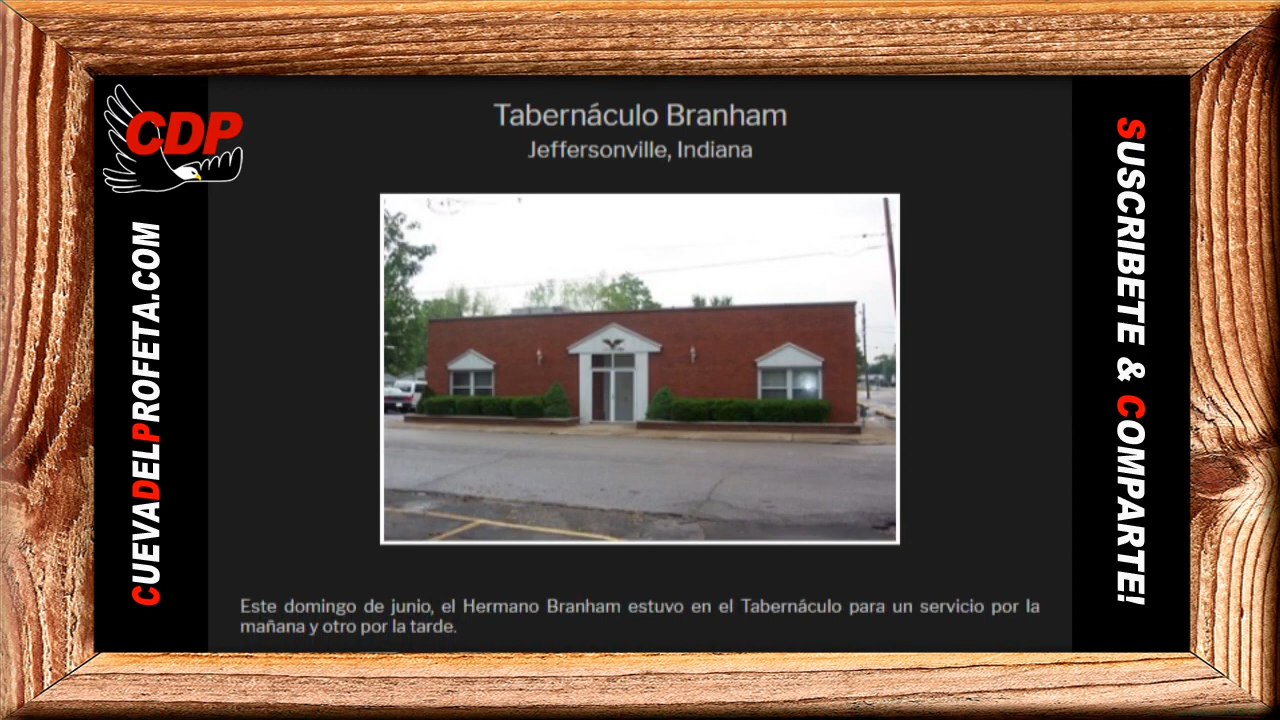 CDP
CUEVADELPROFETA.COM
Tabernáculo Branham
Jeffersonville, Indiana
Este domingo de junio, el Hermano Branham estuvo en el Tabernáculo para un servicio por la
mañana y otro por la tarde.
SUSCRIBETE & COMPARTE!